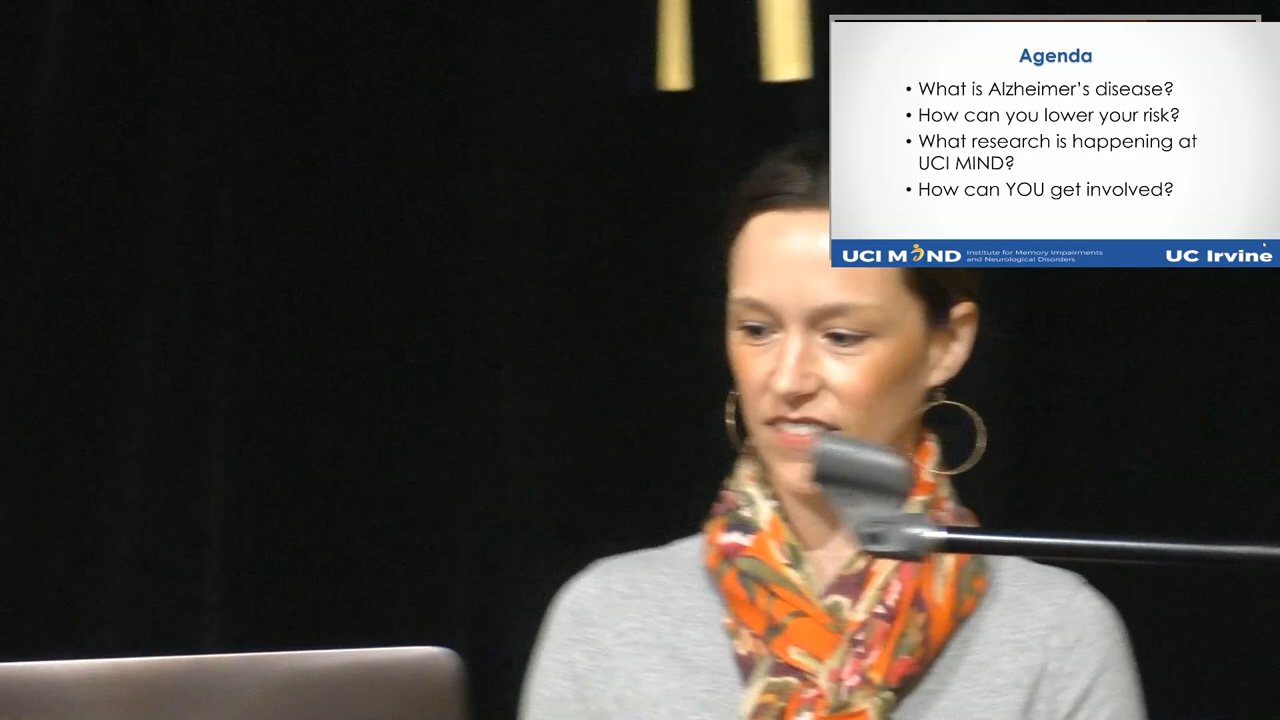 Agenda
• What is Alzheimer's disease?
• How can you lower your risk?
• What research is happening at
UCI MIND?
• How can YOU get involved?
UCI MIND
Institute for Memory Impairments
and Neurological Disorders
UC Irvine